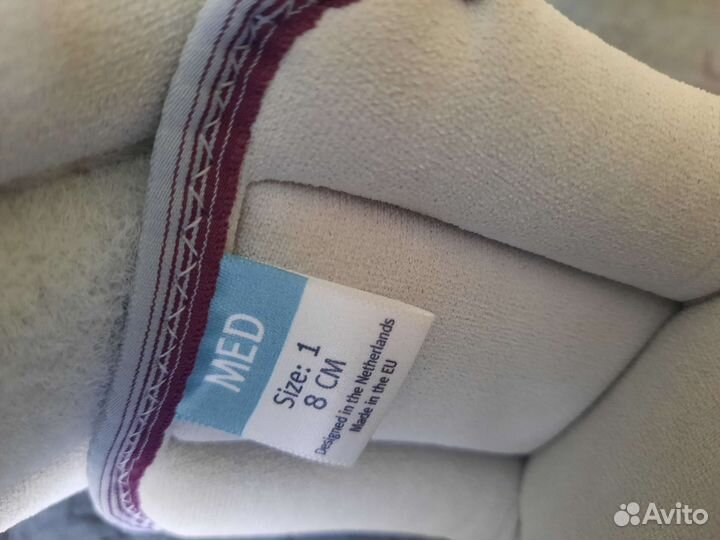 MED
Size: 1
8 CM
Designed in the Netherlands
Made in the EU
Avito